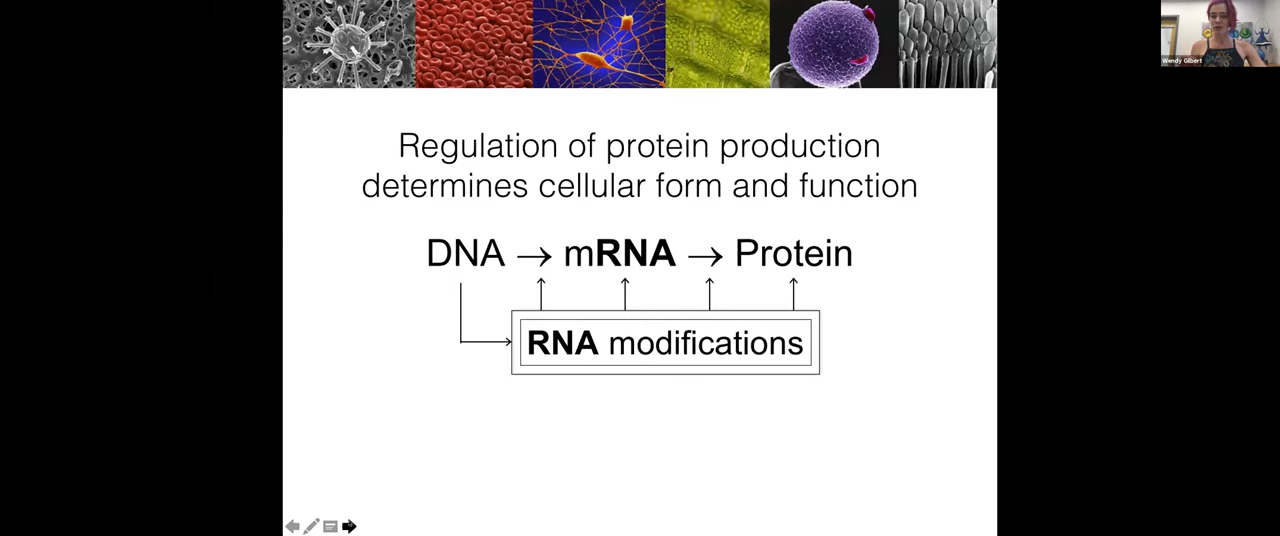 Wendy Gilbert
Regulation of protein production
determines cellular form and function
DNA → mRNA → Protein
RNA modifications